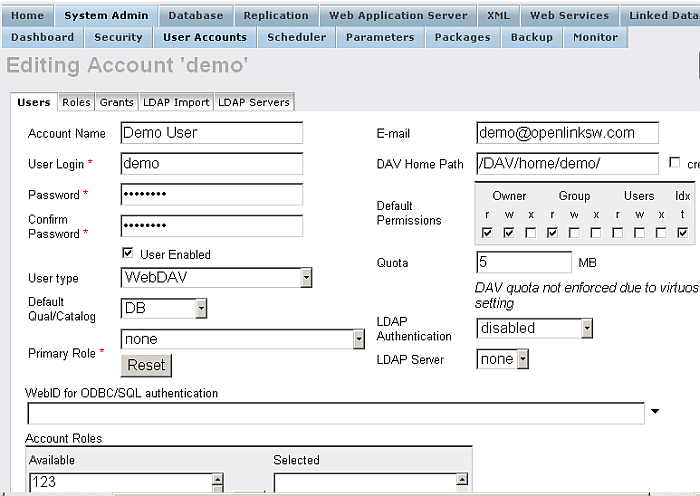 Home System Admin Database Replication Web Application Server XML Web Services Linked Data
Dashboard Security User Accounts Scheduler Parameters Packages Backup Monitor
Editing Account 'demo'
Users Roles Grants LDAP Import LDAP Servers
Account Name Demo User
User Login * demo
Password * ••••••••
Confirm
Password * ••••••••
User Enabled
User type WebDAV
Default
Qual/Catalog DB
Primary Role * none
Reset
E-mail demo@openlinksw.com
DAV Home Path /DAV/home/demo/ cre
Default
Permissions
Owner Group Users Idx
r w x r w x r w x t
Quota 5 MB
DAV quota not enforced due to virtuos
setting
LDAP
Authentication disabled
LDAP Server none
WebID for ODBC/SQL authentication
Account Roles
Available Selected
123